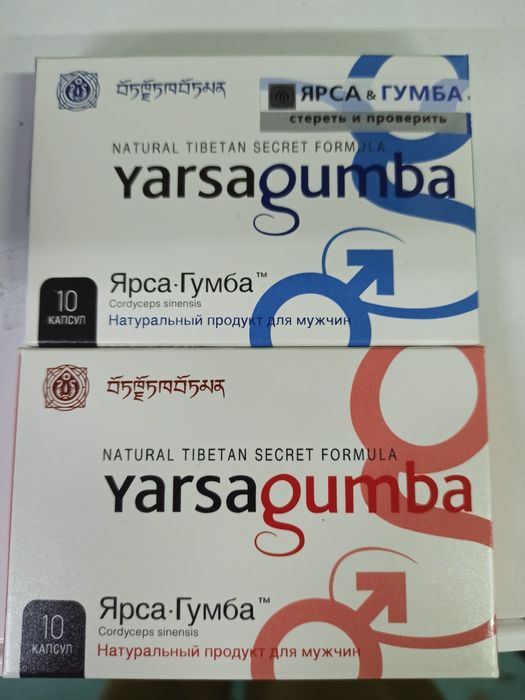 ЯРСА & ГУМБА
стереть и проверить
NATURAL TIBETAN SECRET FORMULA
Yarsagumba
Ярса·Гумба™
Cordyceps sinensis
10
КАПСУЛ
Натуральный продукт для мужчин
NATURAL TIBETAN SECRET FORMULA
Yarsagumba
Ярса·Гумба™
Cordyceps sinensis
10
КАПСУЛ
Натуральный продукт для мужчин